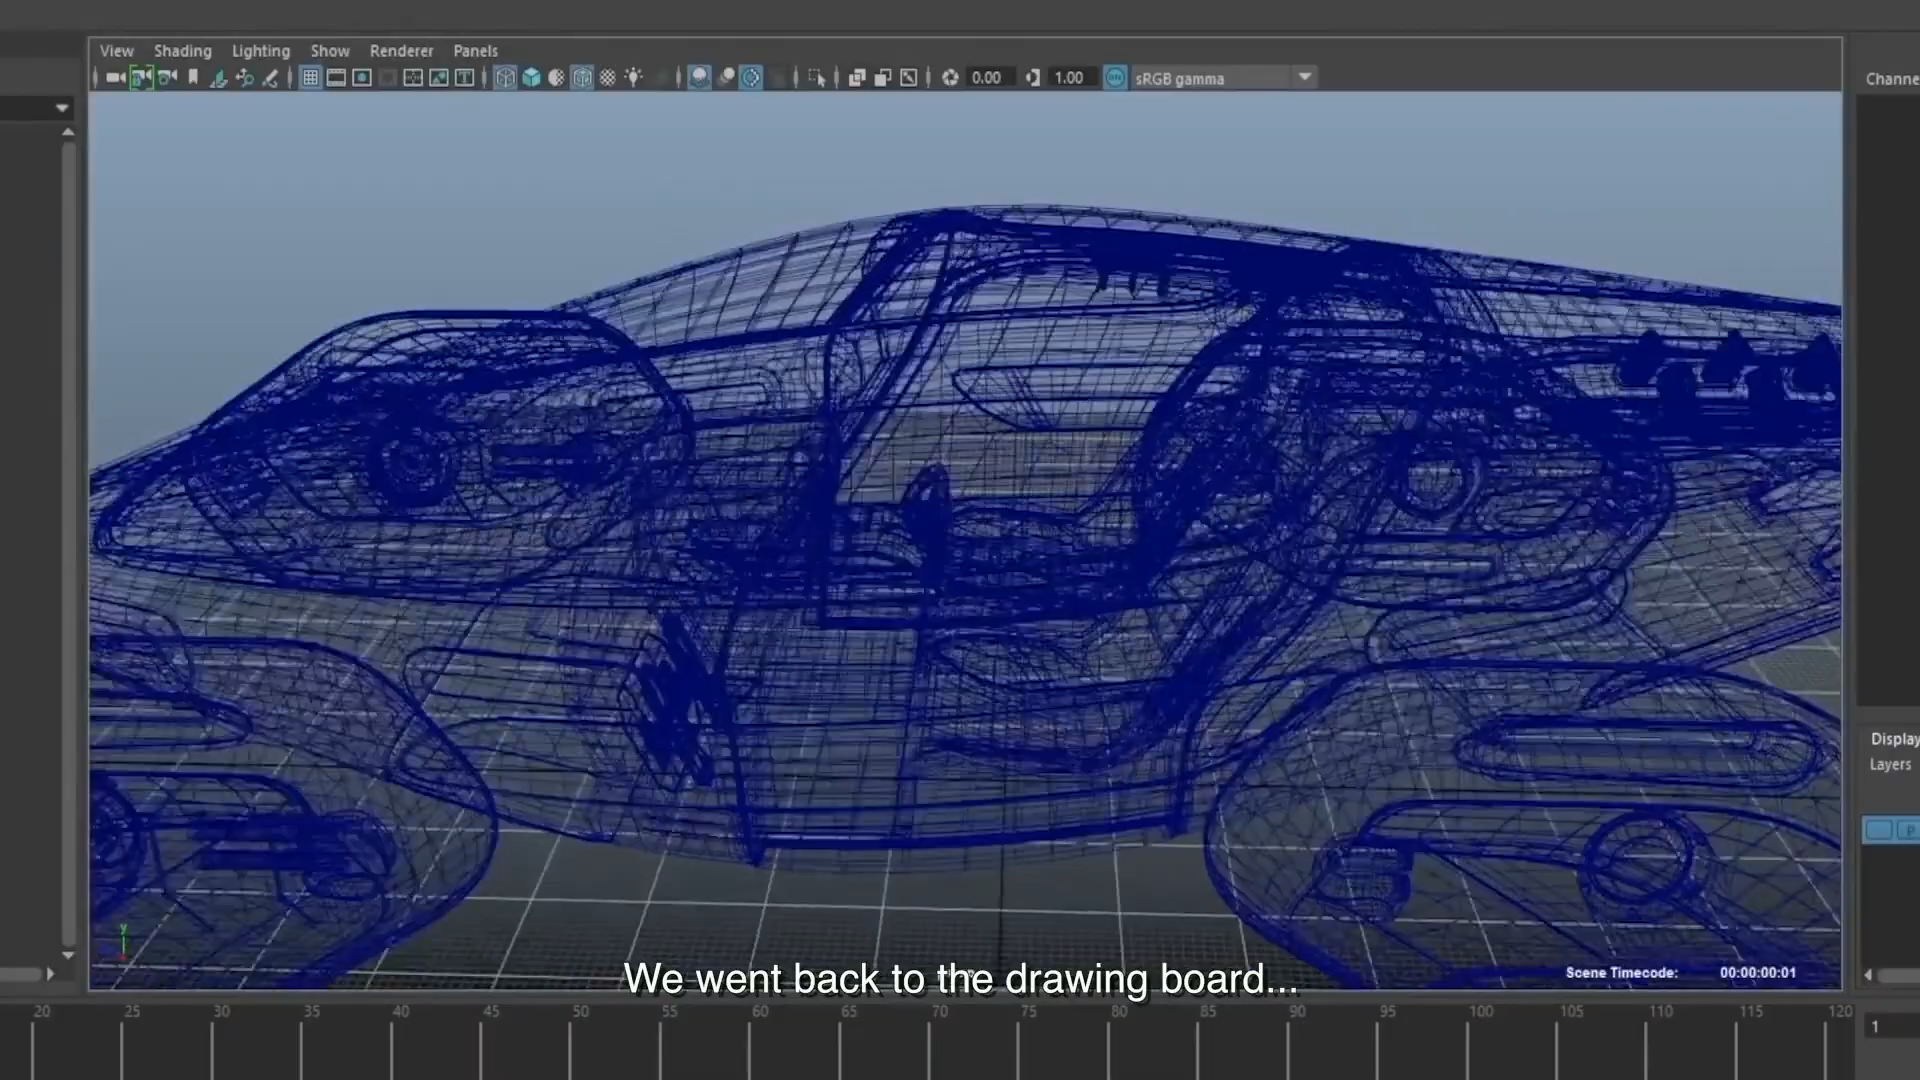 View Shading Lighting Show Renderer Panels
0.00 1.00 ON sRGB gamma
Channe
Display
Layers
P
y
Scene Timecode: 00:00:00:01
We went back to the drawing board...
20 25 30 35 40 45 50 55 60 65 70 75 80 85 90 95 100 105 110 115 120
1